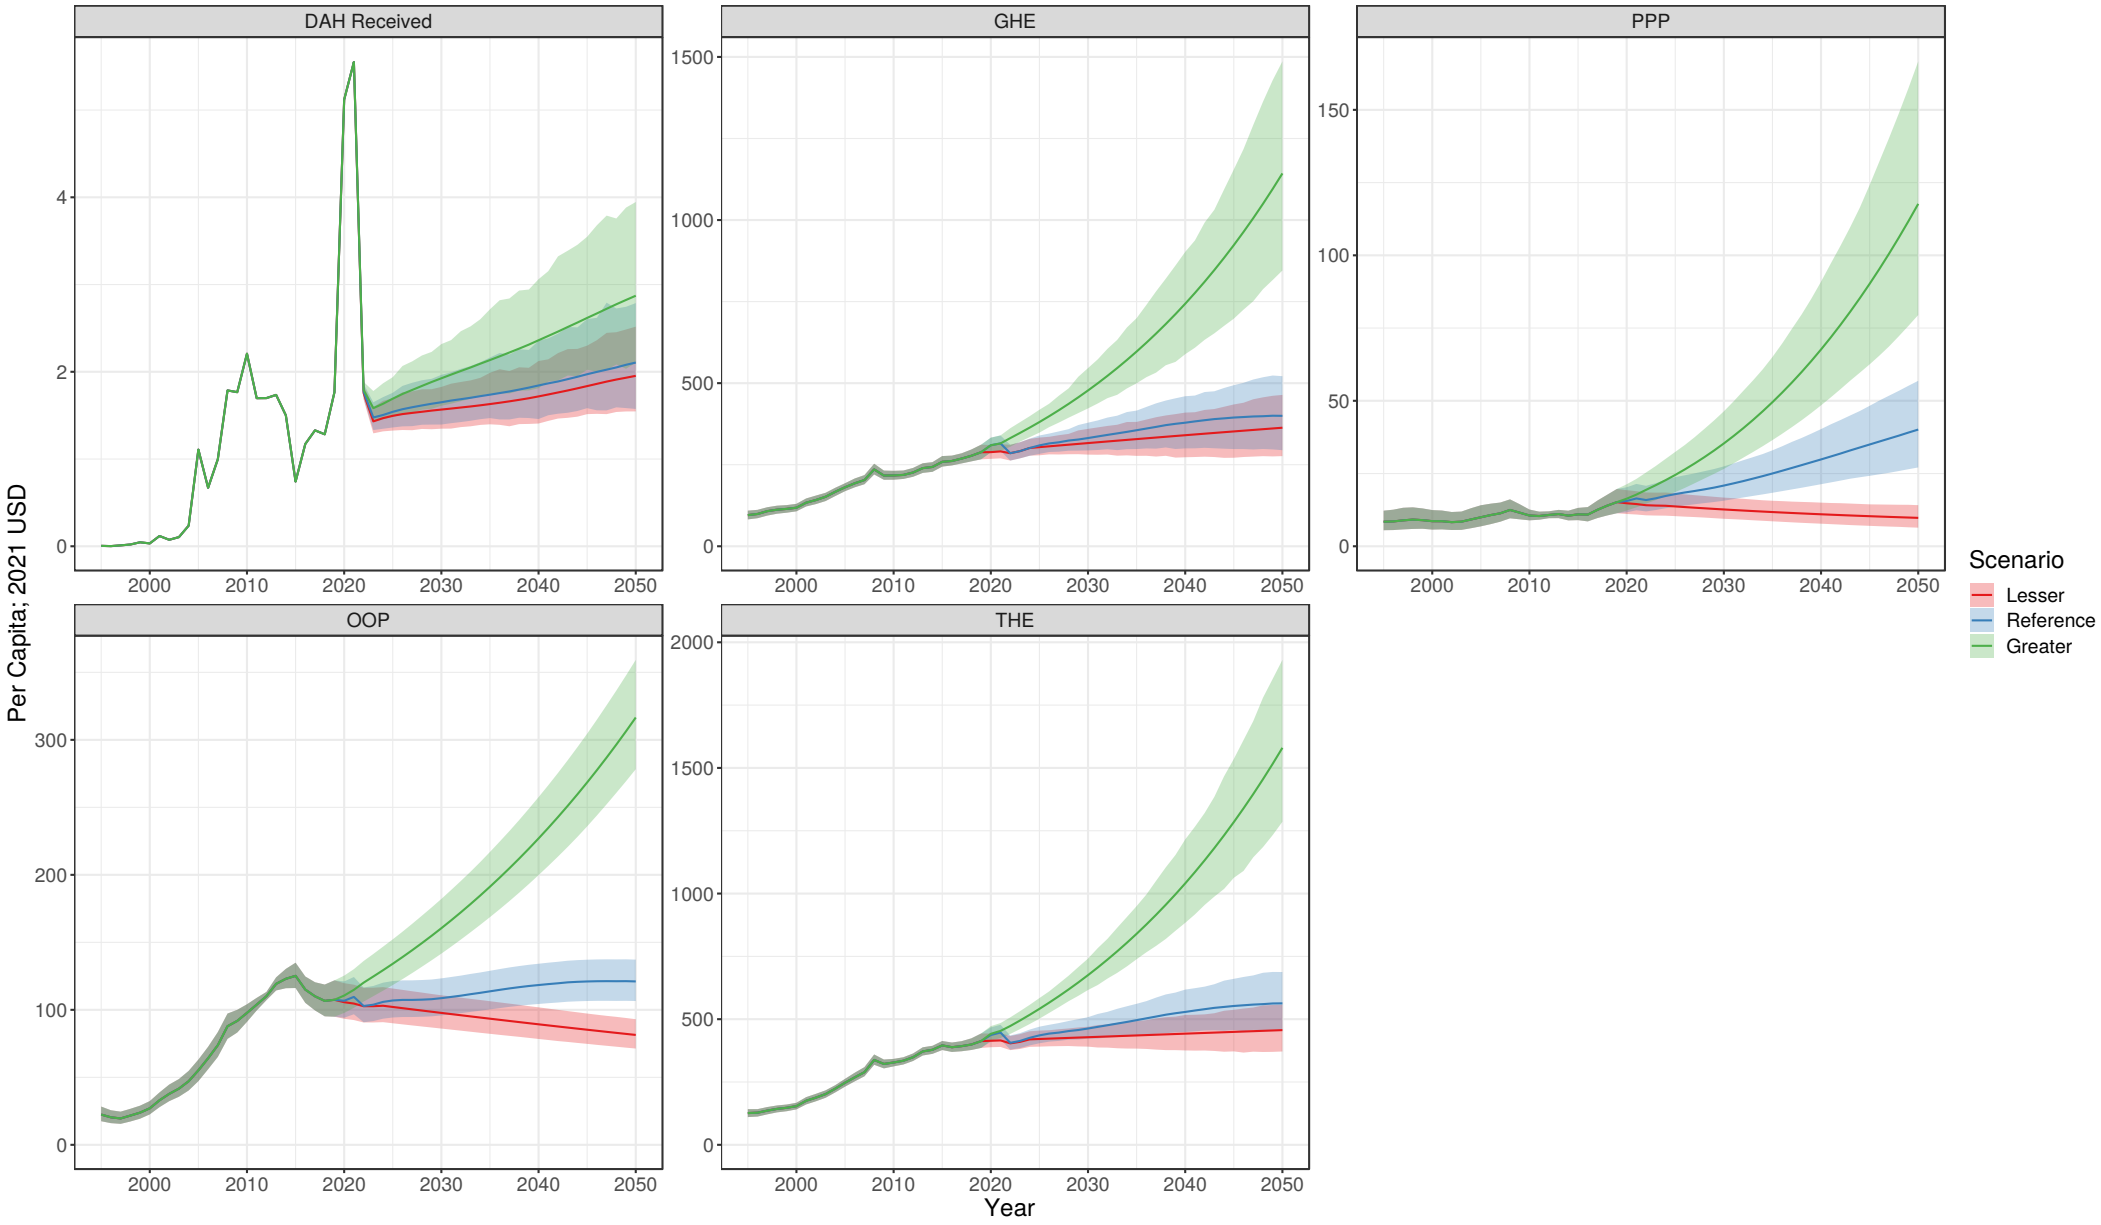 DAH Received
GHE
PPP
Per Capita; 2021 USD
4
2
0
2000 2010 2020 2030 2040 2050
1500
1000
500
0
2000 2010 2020 2030 2040 2050
150
100
50
0
2000 2010 2020 2030 2040 2050
OOP
THE
300
200
100
0
2000 2010 2020 2030 2040 2050
2000
1500
1000
500
0
2000 2010 2020 2030 2040 2050
Year
Scenario
Lesser
Reference
Greater